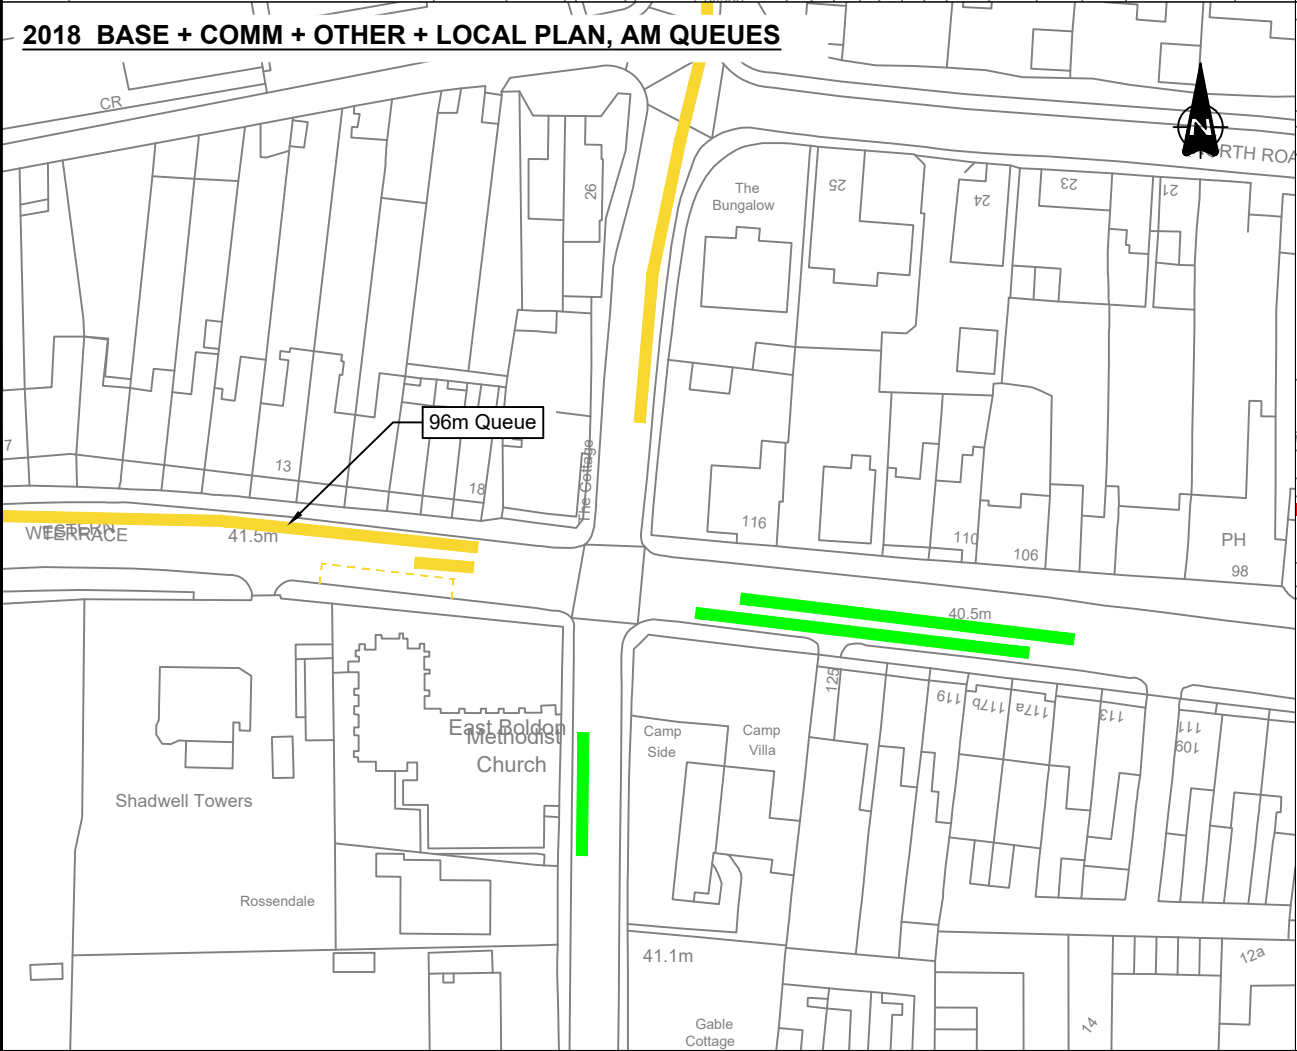 2018 BASE + COMM + OTHER + LOCAL PLAN, AM QUEUES
CR
N
RTH ROA
26
The
Bungalow
25
24
23
21
96m Queue
7
13
18
The Cottage
WESTERN
TERRACE
41.5m
116
110
106
PH
98
40.5m
125
119
117b
117a
113
111
109
East Boldon
Methodist
Church
Camp
Side
Camp
Villa
Shadwell Towers
Rossendale
41.1m
12a
14
Gable
Cottage